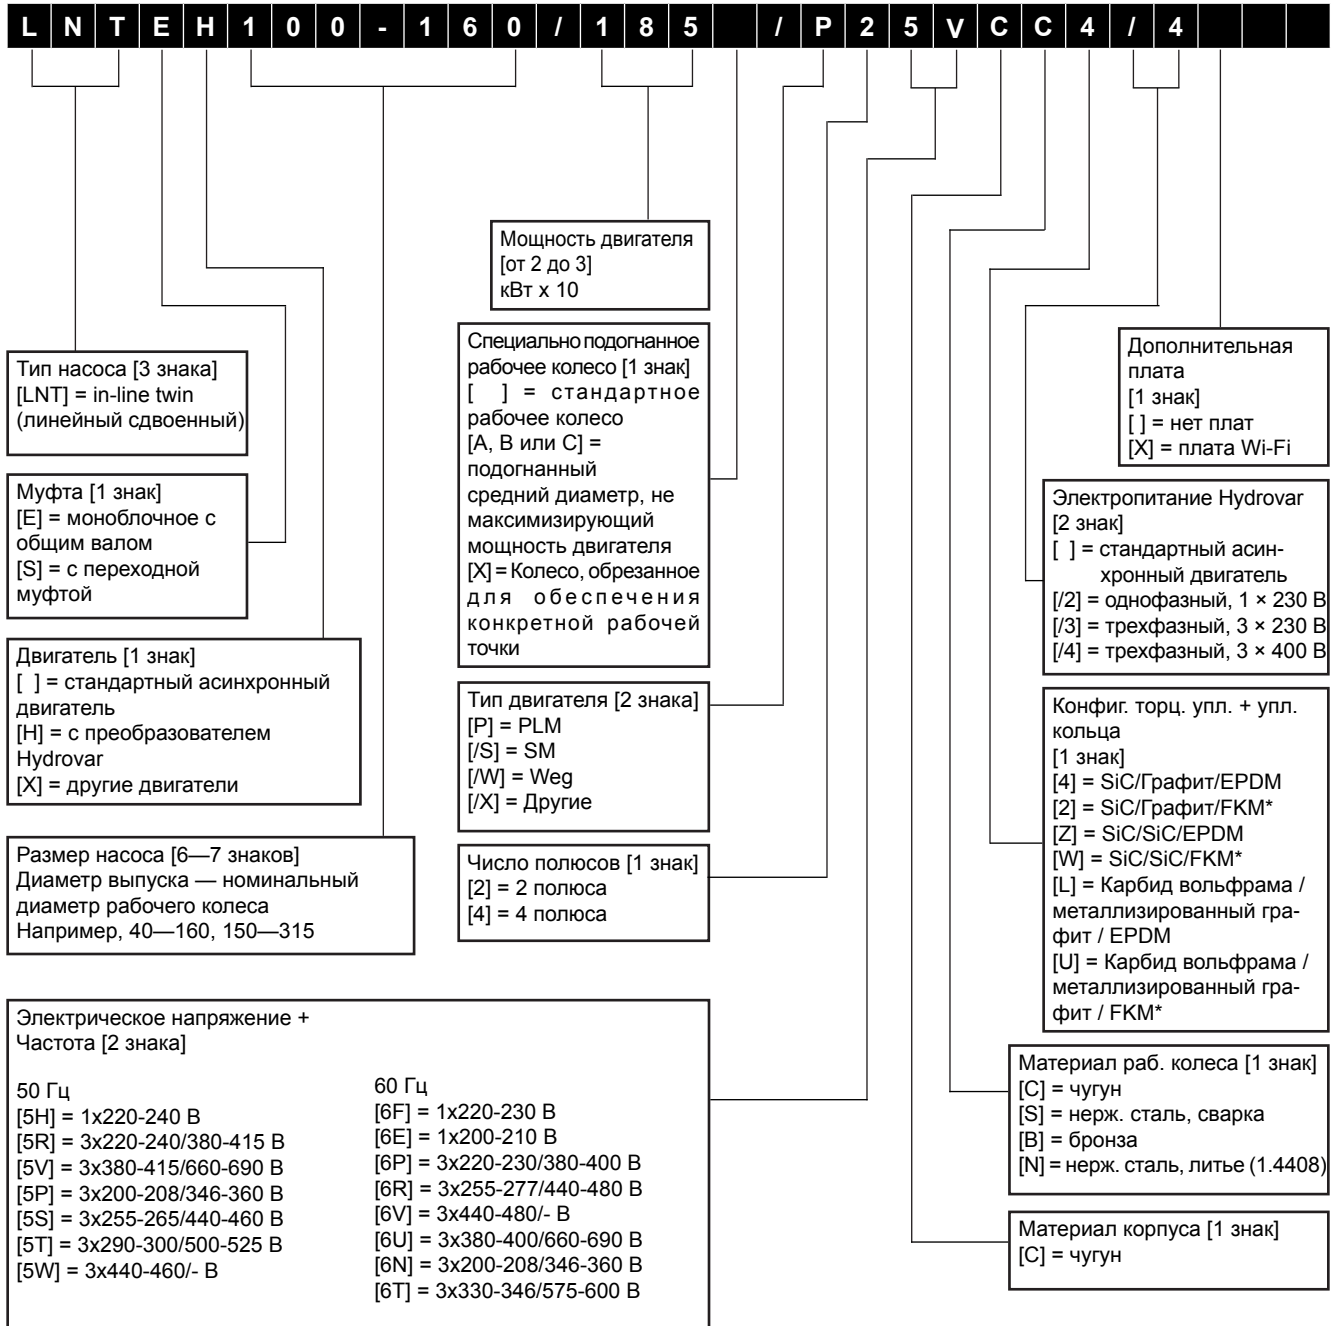 L N T E H 1 0 0 - 1 6 0 / 1 8 5 / P 2 5 V C C 4 / 4
Мощность двигателя
[от 2 до 3]
кВт x 10
Специально подогнанное
рабочее колесо [1 знак]
[ ] = стандартное
рабочее колесо
[A, B или C] =
подогнанный
средний диаметр, не
максимизирующий
мощность двигателя
[X] = Колесо, обрезанное
для обеспечения
конкретной рабочей
точки
Тип насоса [3 знака]
[LNT] = in-line twin
(линейный сдвоенный)
Муфта [1 знак]
[E] = моноблочное с
общим валом
[S] = с переходной
муфтой
Двигатель [1 знак]
[ ] = стандартный асинхронный
двигатель
[H] = с преобразователем
Hydrovar
[X] = другие двигатели
Размер насоса [6—7 знаков]
Диаметр выпуска — номинальный
диаметр рабочего колеса
Например, 40—160, 150—315
Тип двигателя [2 знака]
[P] = PLM
[/S] = SM
[/W] = Weg
[/X] = Другие
Число полюсов [1 знак]
[2] = 2 полюса
[4] = 4 полюса
Электрическое напряжение +
Частота [2 знака]
50 Гц
[5H] = 1x220-240 В
[5R] = 3x220-240/380-415 В
[5V] = 3x380-415/660-690 В
[5P] = 3x200-208/346-360 В
[5S] = 3x255-265/440-460 В
[5T] = 3x290-300/500-525 В
[5W] = 3x440-460/- В
60 Гц
[6F] = 1x220-230 В
[6E] = 1x200-210 В
[6P] = 3x220-230/380-400 В
[6R] = 3x255-277/440-480 В
[6V] = 3x440-480/- В
[6U] = 3x380-400/660-690 В
[6N] = 3x200-208/346-360 В
[6T] = 3x330-346/575-600 В
Дополнительная
плата
[1 знак]
[ ] = нет плат
[X] = плата Wi-Fi
Электропитание Hydrovar
[2 знак]
[ ] = стандартный асин-
хронный двигатель
[/2] = однофазный, 1 × 230 В
[/3] = трехфазный, 3 × 230 В
[/4] = трехфазный, 3 × 400 В
Конфиг. торц. упл. + упл.
кольца
[1 знак]
[4] = SiC/Графит/EPDM
[2] = SiC/Графит/FKM*
[Z] = SiC/SiC/EPDM
[W] = SiC/SiC/FKM*
[L] = Карбид вольфрама /
металлизированный гра-
фит / EPDM
[U] = Карбид вольфрама /
металлизированный гра-
фит / FKM*
Материал раб. колеса [1 знак]
[C] = чугун
[S] = нерж. сталь, сварка
[B] = бронза
[N] = нерж. сталь, литье (1.4408)
Материал корпуса [1 знак]
[C] = чугун